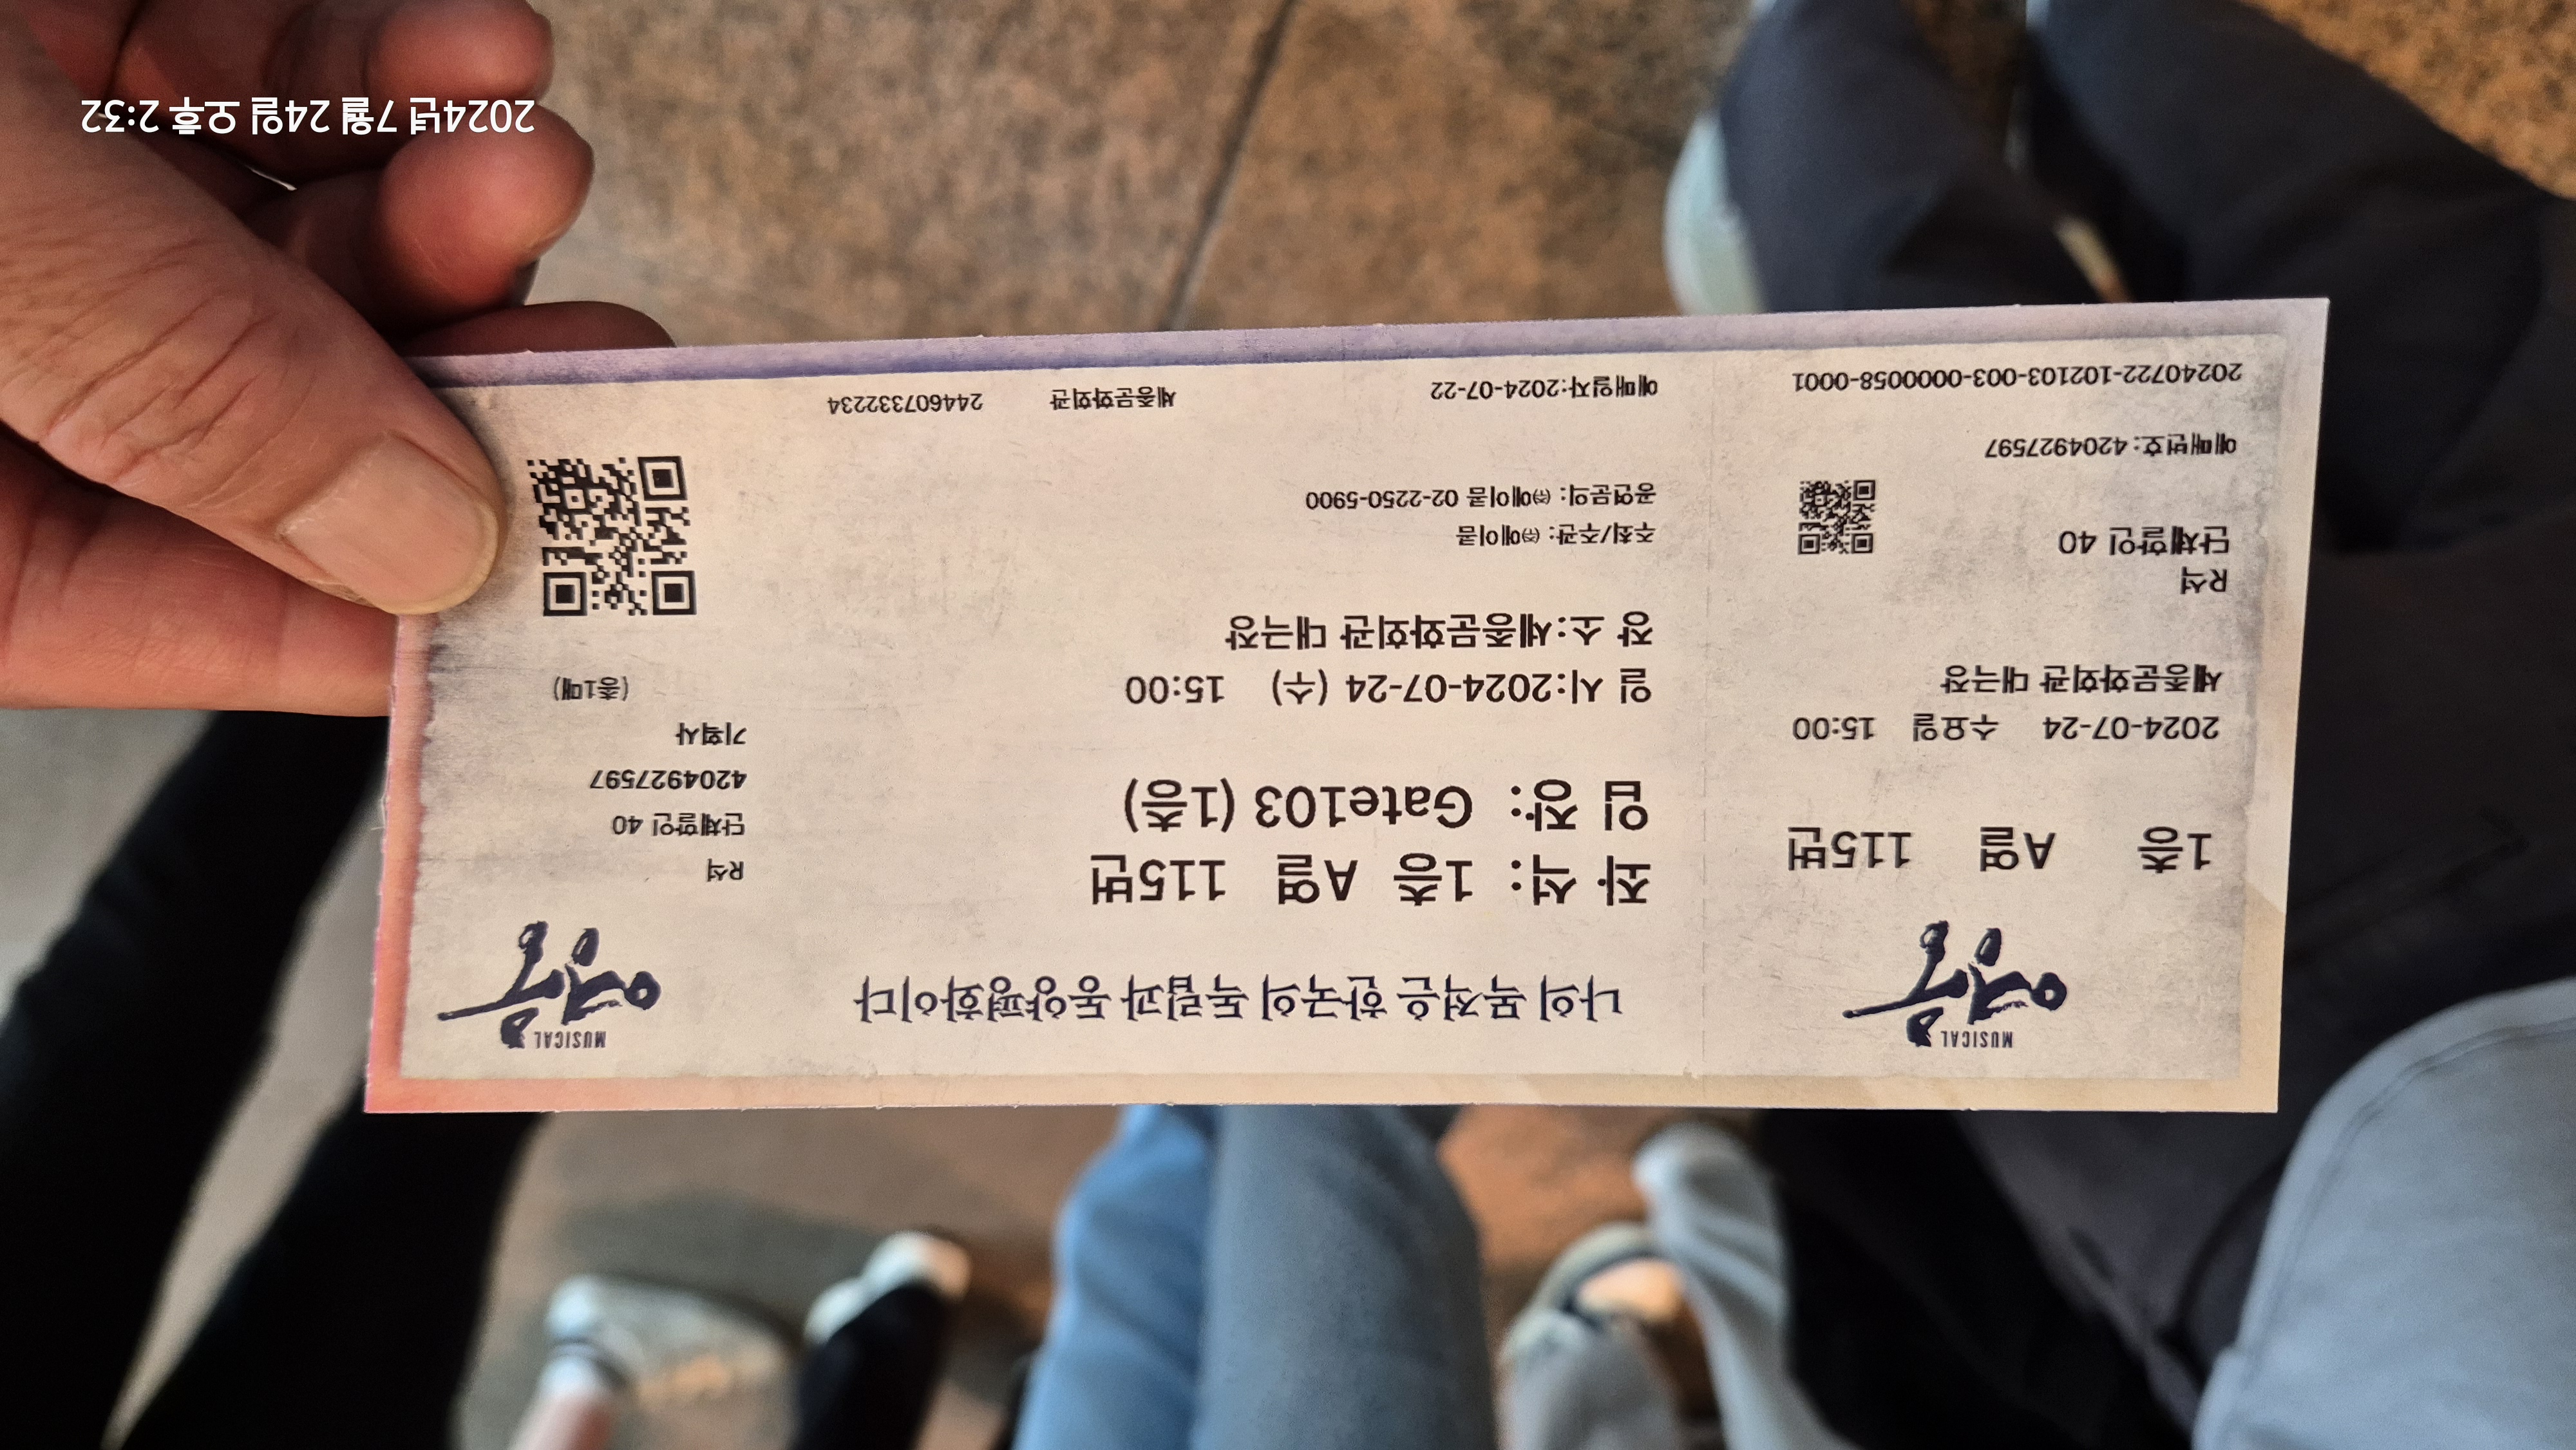 MUSICAL
영웅
1층 A열 115번
2024-07-24 수요일 15:00
세종문화회관 대극장
R석
단체할인 40
예매번호: 4204927597
20240722-102103-003-0000058-0001
나의 목적은 한국의 독립과 동양평화이다
좌 석: 1층 A열 115번
입 장: Gate103 (1층)
일 시:2024-07-24 (수) 15:00
장 소:세종문화회관 대극장
주최/주관: ㈜에이콤
공연문의: ㈜에이콤 02-2250-5900
예매일자:2024-07-22 세종문화회관 244607332234
MUSICAL
영웅
R석
단체할인 40
4204927597
기획사
(총1매)
2024년 7월 24일 오후 2:32